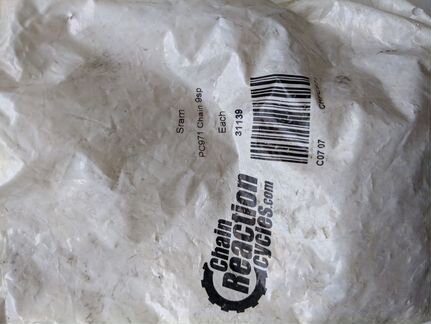 Sram
PC971 Chain 9sp
Each
31139
C07 07
Chain
Reaction
cycles.com